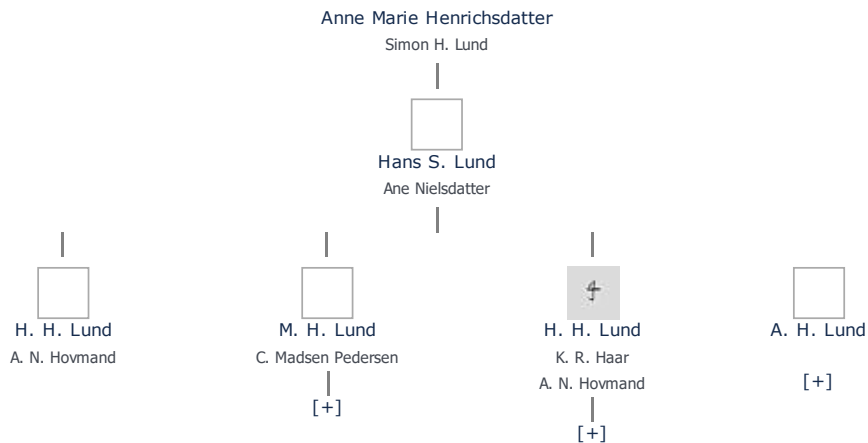 Anne Marie Henrichsdatter
Simon H. Lund
Hans S. Lund
Ane Nielsdatter
H. H. Lund
A. N. Hovmand
M. H. Lund
C. Madsen Pedersen
[+]
H. H. Lund
K. R. Haar
A. N. Hovmand
[+]
A. H. Lund
[+]